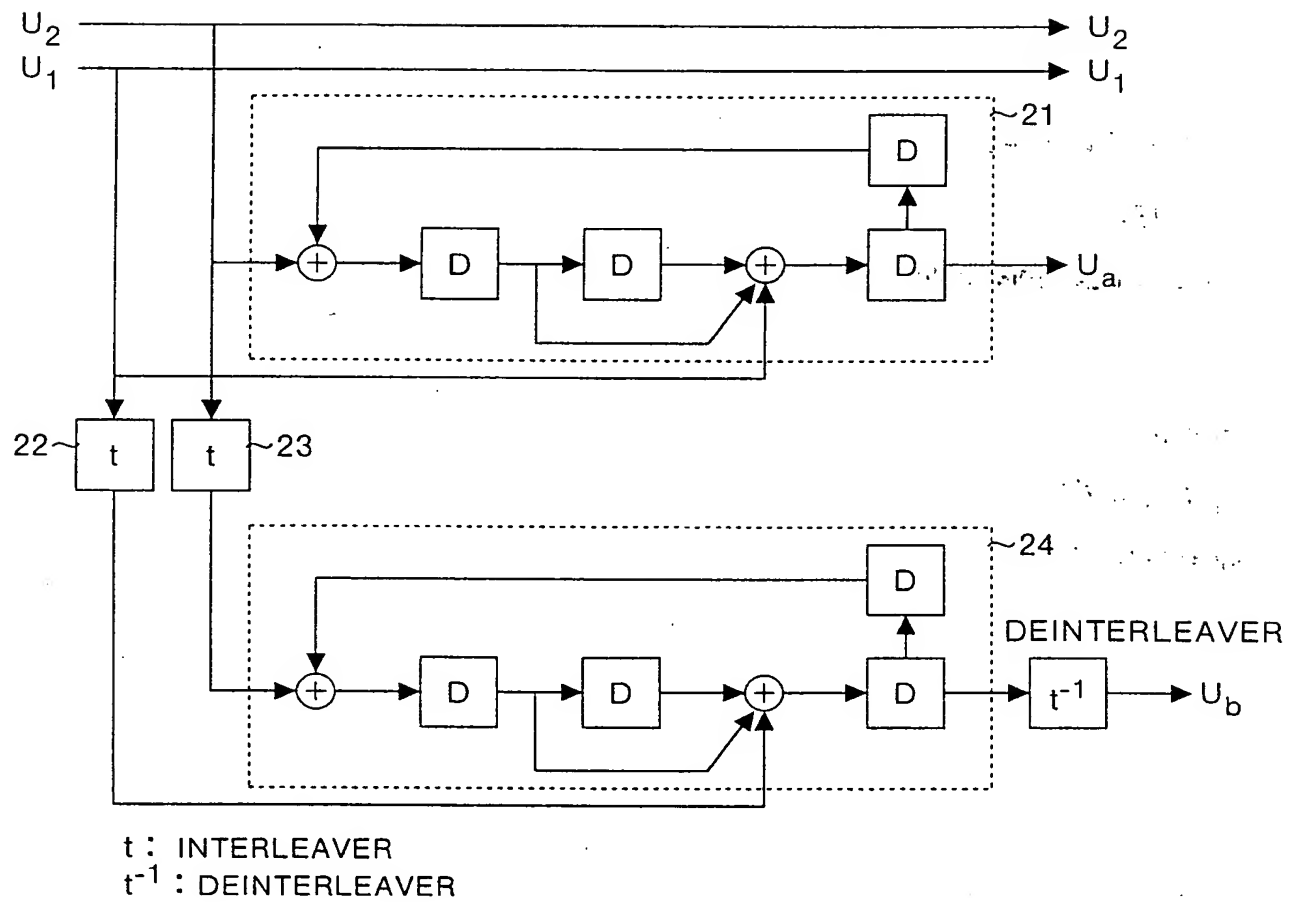 U2 U2
U1 U1
21
D
D D D Ua
22 t t 23
24
D
DEINTERLEAVER
D D D t-1 Ub
t : INTERLEAVER
t-1 : DEINTERLEAVER